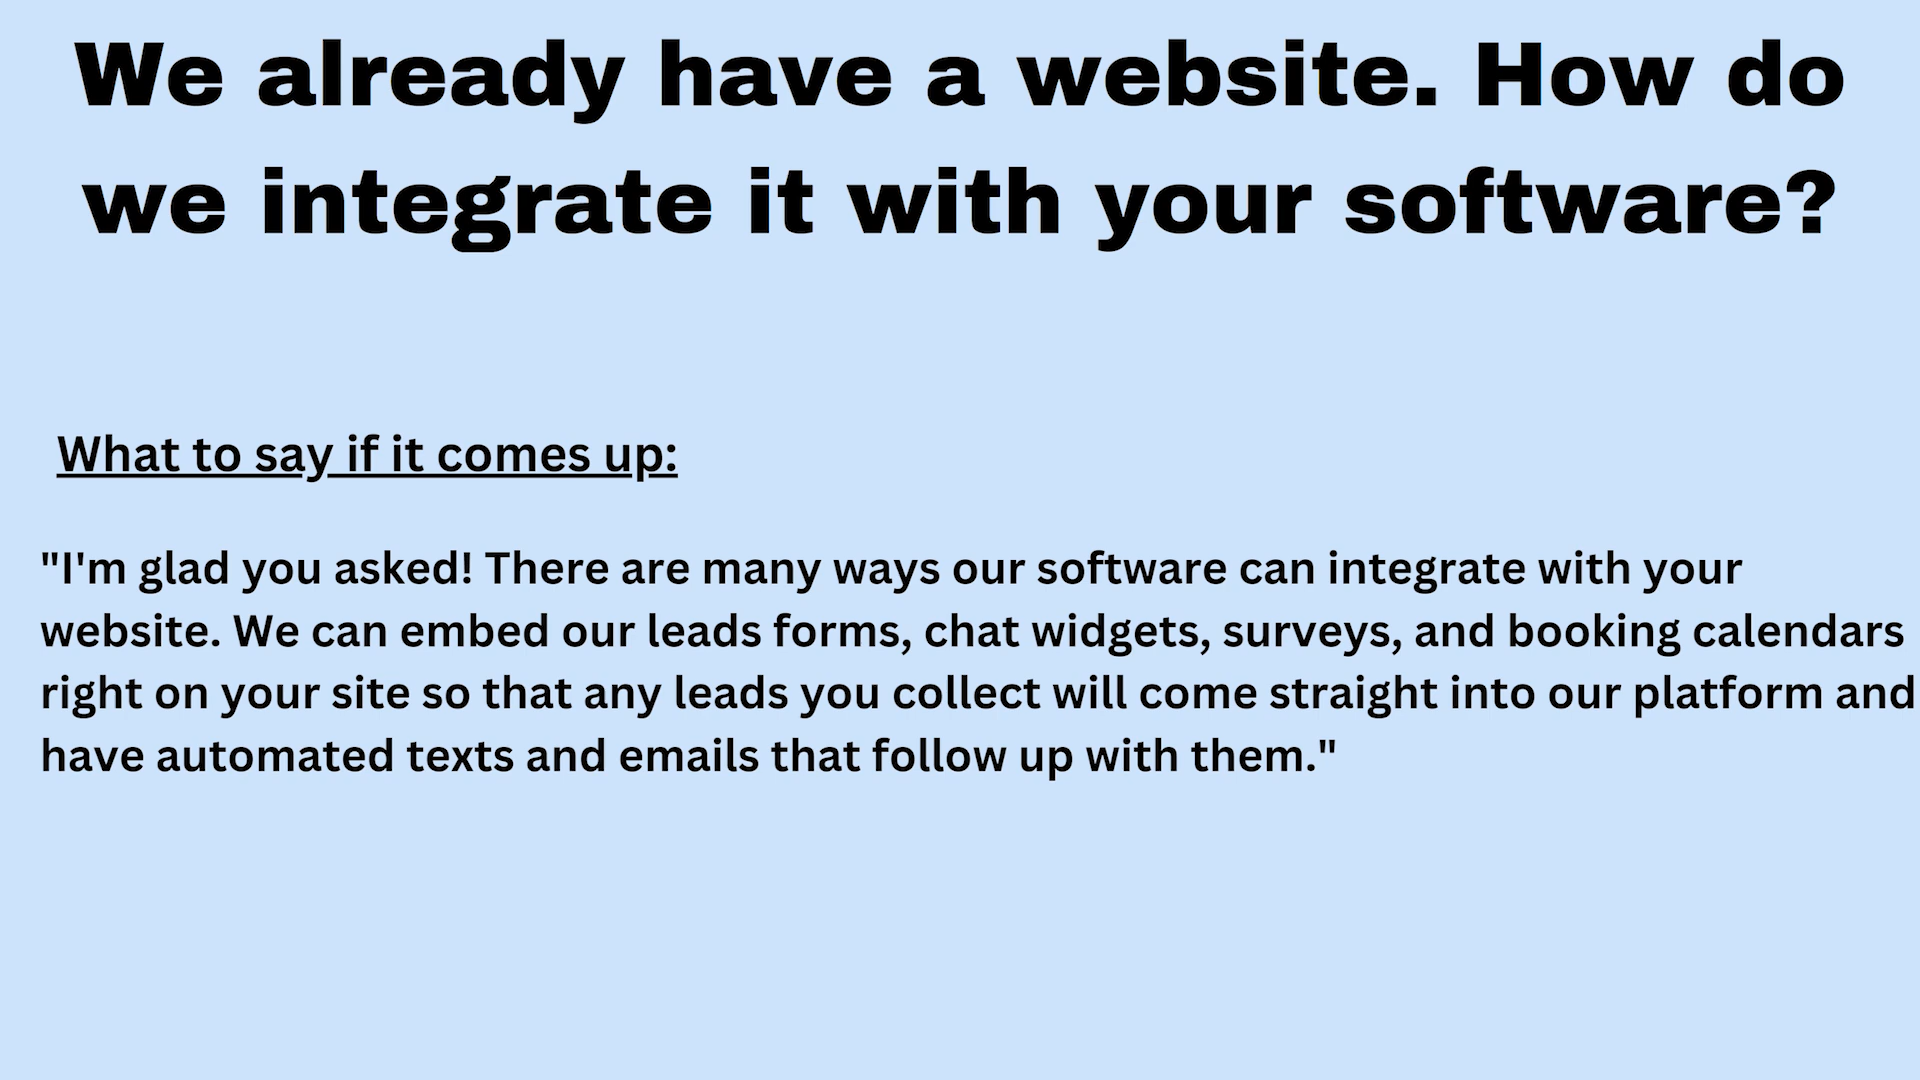 We already have a website. How do
we integrate it with your software?
What to say if it comes up:
"I'm glad you asked! There are many ways our software can integrate with your
website. We can embed our leads forms, chat widgets, surveys, and booking calendars
right on your site so that any leads you collect will come straight into our platform and
have automated texts and emails that follow up with them."